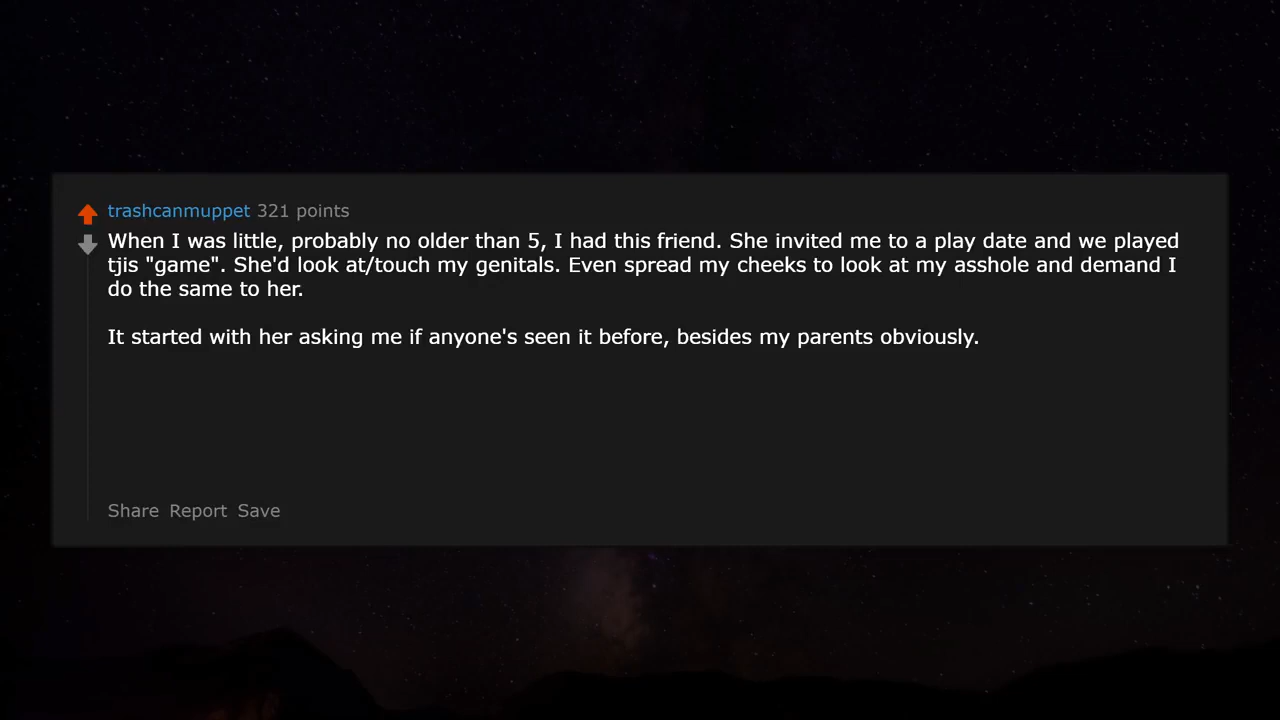 trashcanmuppet 321 points
When I was little, probably no older than 5, I had this friend. She invited me to a play date and we played
tjis "game". She'd look at/touch my genitals. Even spread my cheeks to look at my asshole and demand I
do the same to her.
It started with her asking me if anyone's seen it before, besides my parents obviously.
Share Report Save